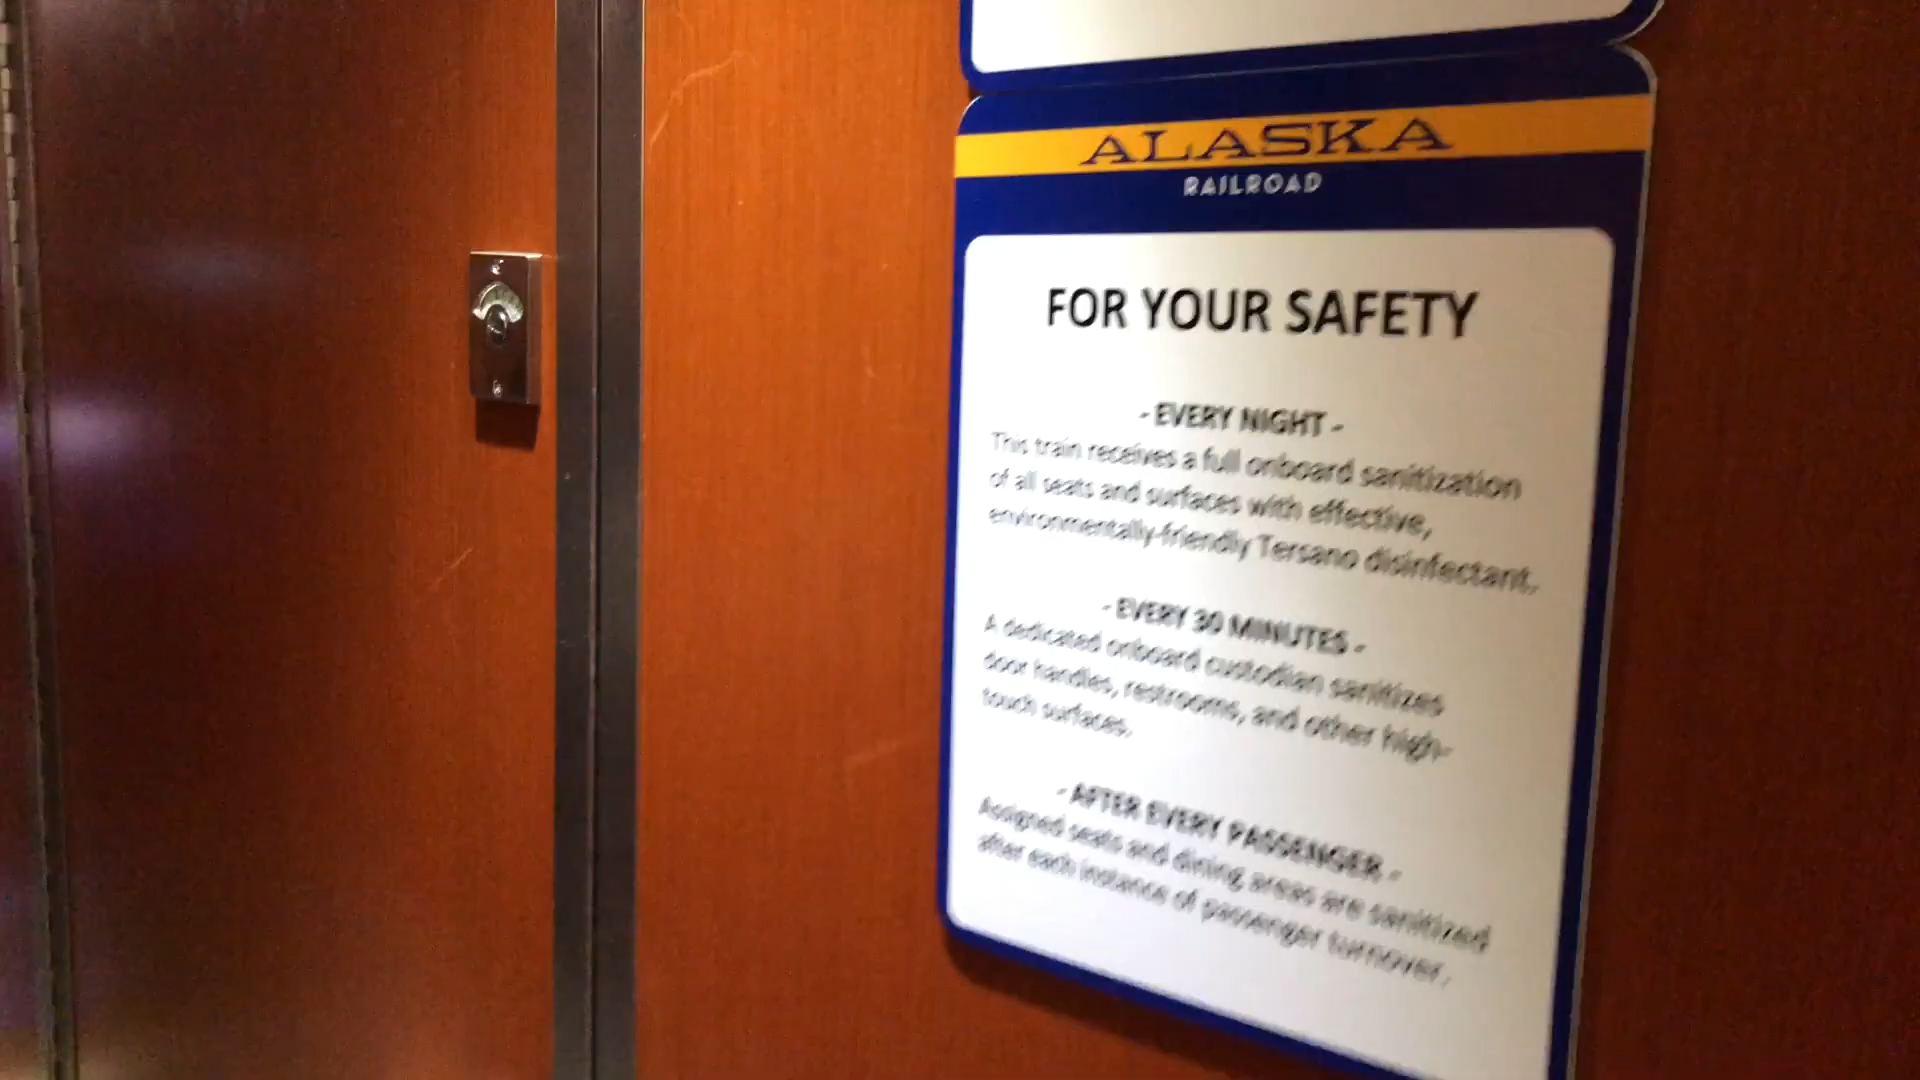 ALASKA
RAILROAD
FOR YOUR SAFETY
- EVERY NIGHT -
This train receives a full onboard sanitization
of all seats and surfaces with effective,
environmentally-friendly Tersano disinfectant.
- EVERY 30 MINUTES -
A dedicated onboard custodian sanitizes
door handles, restrooms, and other high-
touch surfaces.
- AFTER EVERY PASSENGER -
Assigned seats and dining areas are sanitized
after each instance of passenger turnover.